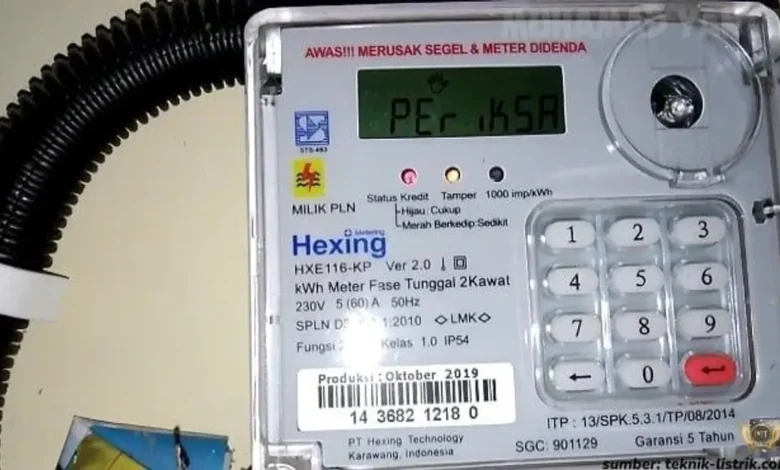 AWAS!!! MERUSAK SEGEL & METER DIDENDA
PErıKSA
STS-493
MILIK PLN
Status Kredit Tamper 1000 imp/kWh
Hijau: Cukup
Merah Berkedip:Sedikit
Metering
Hexing
HXE116-KP Ver 2.0
kWh Meter Fase Tunggal 2Kawat
230V 5 (60) A 50Hz
SPLN 1:2010 LMK
Fungsi Kelas 1.0 IP54
Produksi : Oktober 2019
14 3682 1218 0
PT Hexing Technology
Karawang, Indonesia
1 2 3
4 5 6
7 8 9
← 0 ↵
ITP : 13/SPK.5.3.1/TP/08/2014
SGC: 901129 Garansi 5 Tahun
sumber: teknik-listrik